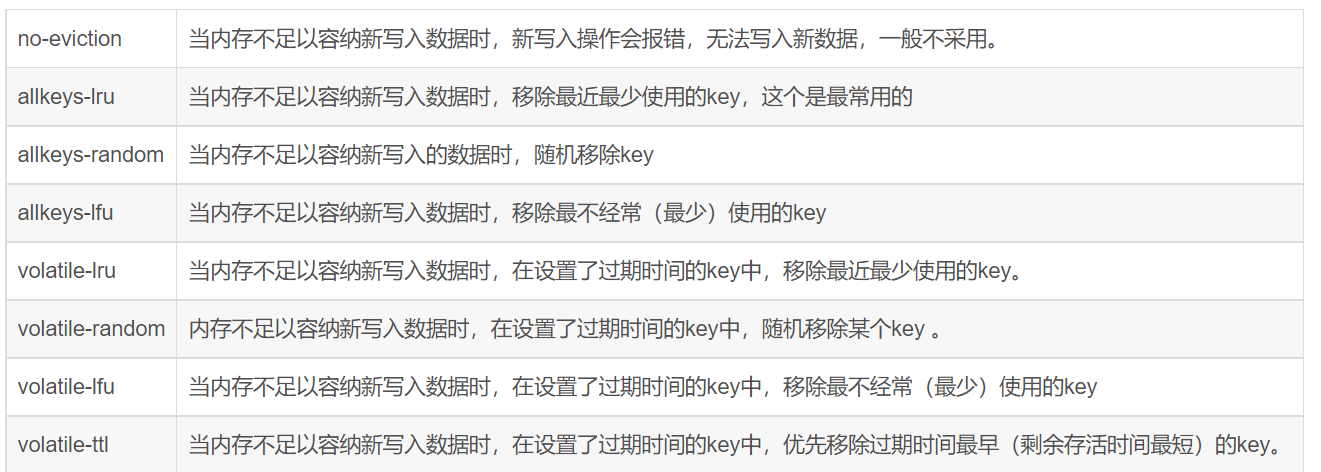 no-eviction 当内存不足以容纳新写入数据时，新写入操作会报错，无法写入新数据，一般不采用。
allkeys-lru 当内存不足以容纳新写入数据时，移除最近最少使用的key，这个是最常用的
allkeys-random 当内存不足以容纳新写入的数据时，随机移除key
allkeys-lfu 当内存不足以容纳新写入数据时，移除最不经常（最少）使用的key
volatile-lru 当内存不足以容纳新写入数据时，在设置了过期时间的key中，移除最近最少使用的key。
volatile-random 内存不足以容纳新写入数据时，在设置了过期时间的key中，随机移除某个key 。
volatile-lfu 当内存不足以容纳新写入数据时，在设置了过期时间的key中，移除最不经常（最少）使用的key
volatile-ttl 当内存不足以容纳新写入数据时，在设置了过期时间的key中，优先移除过期时间最早（剩余存活时间最短）的key。